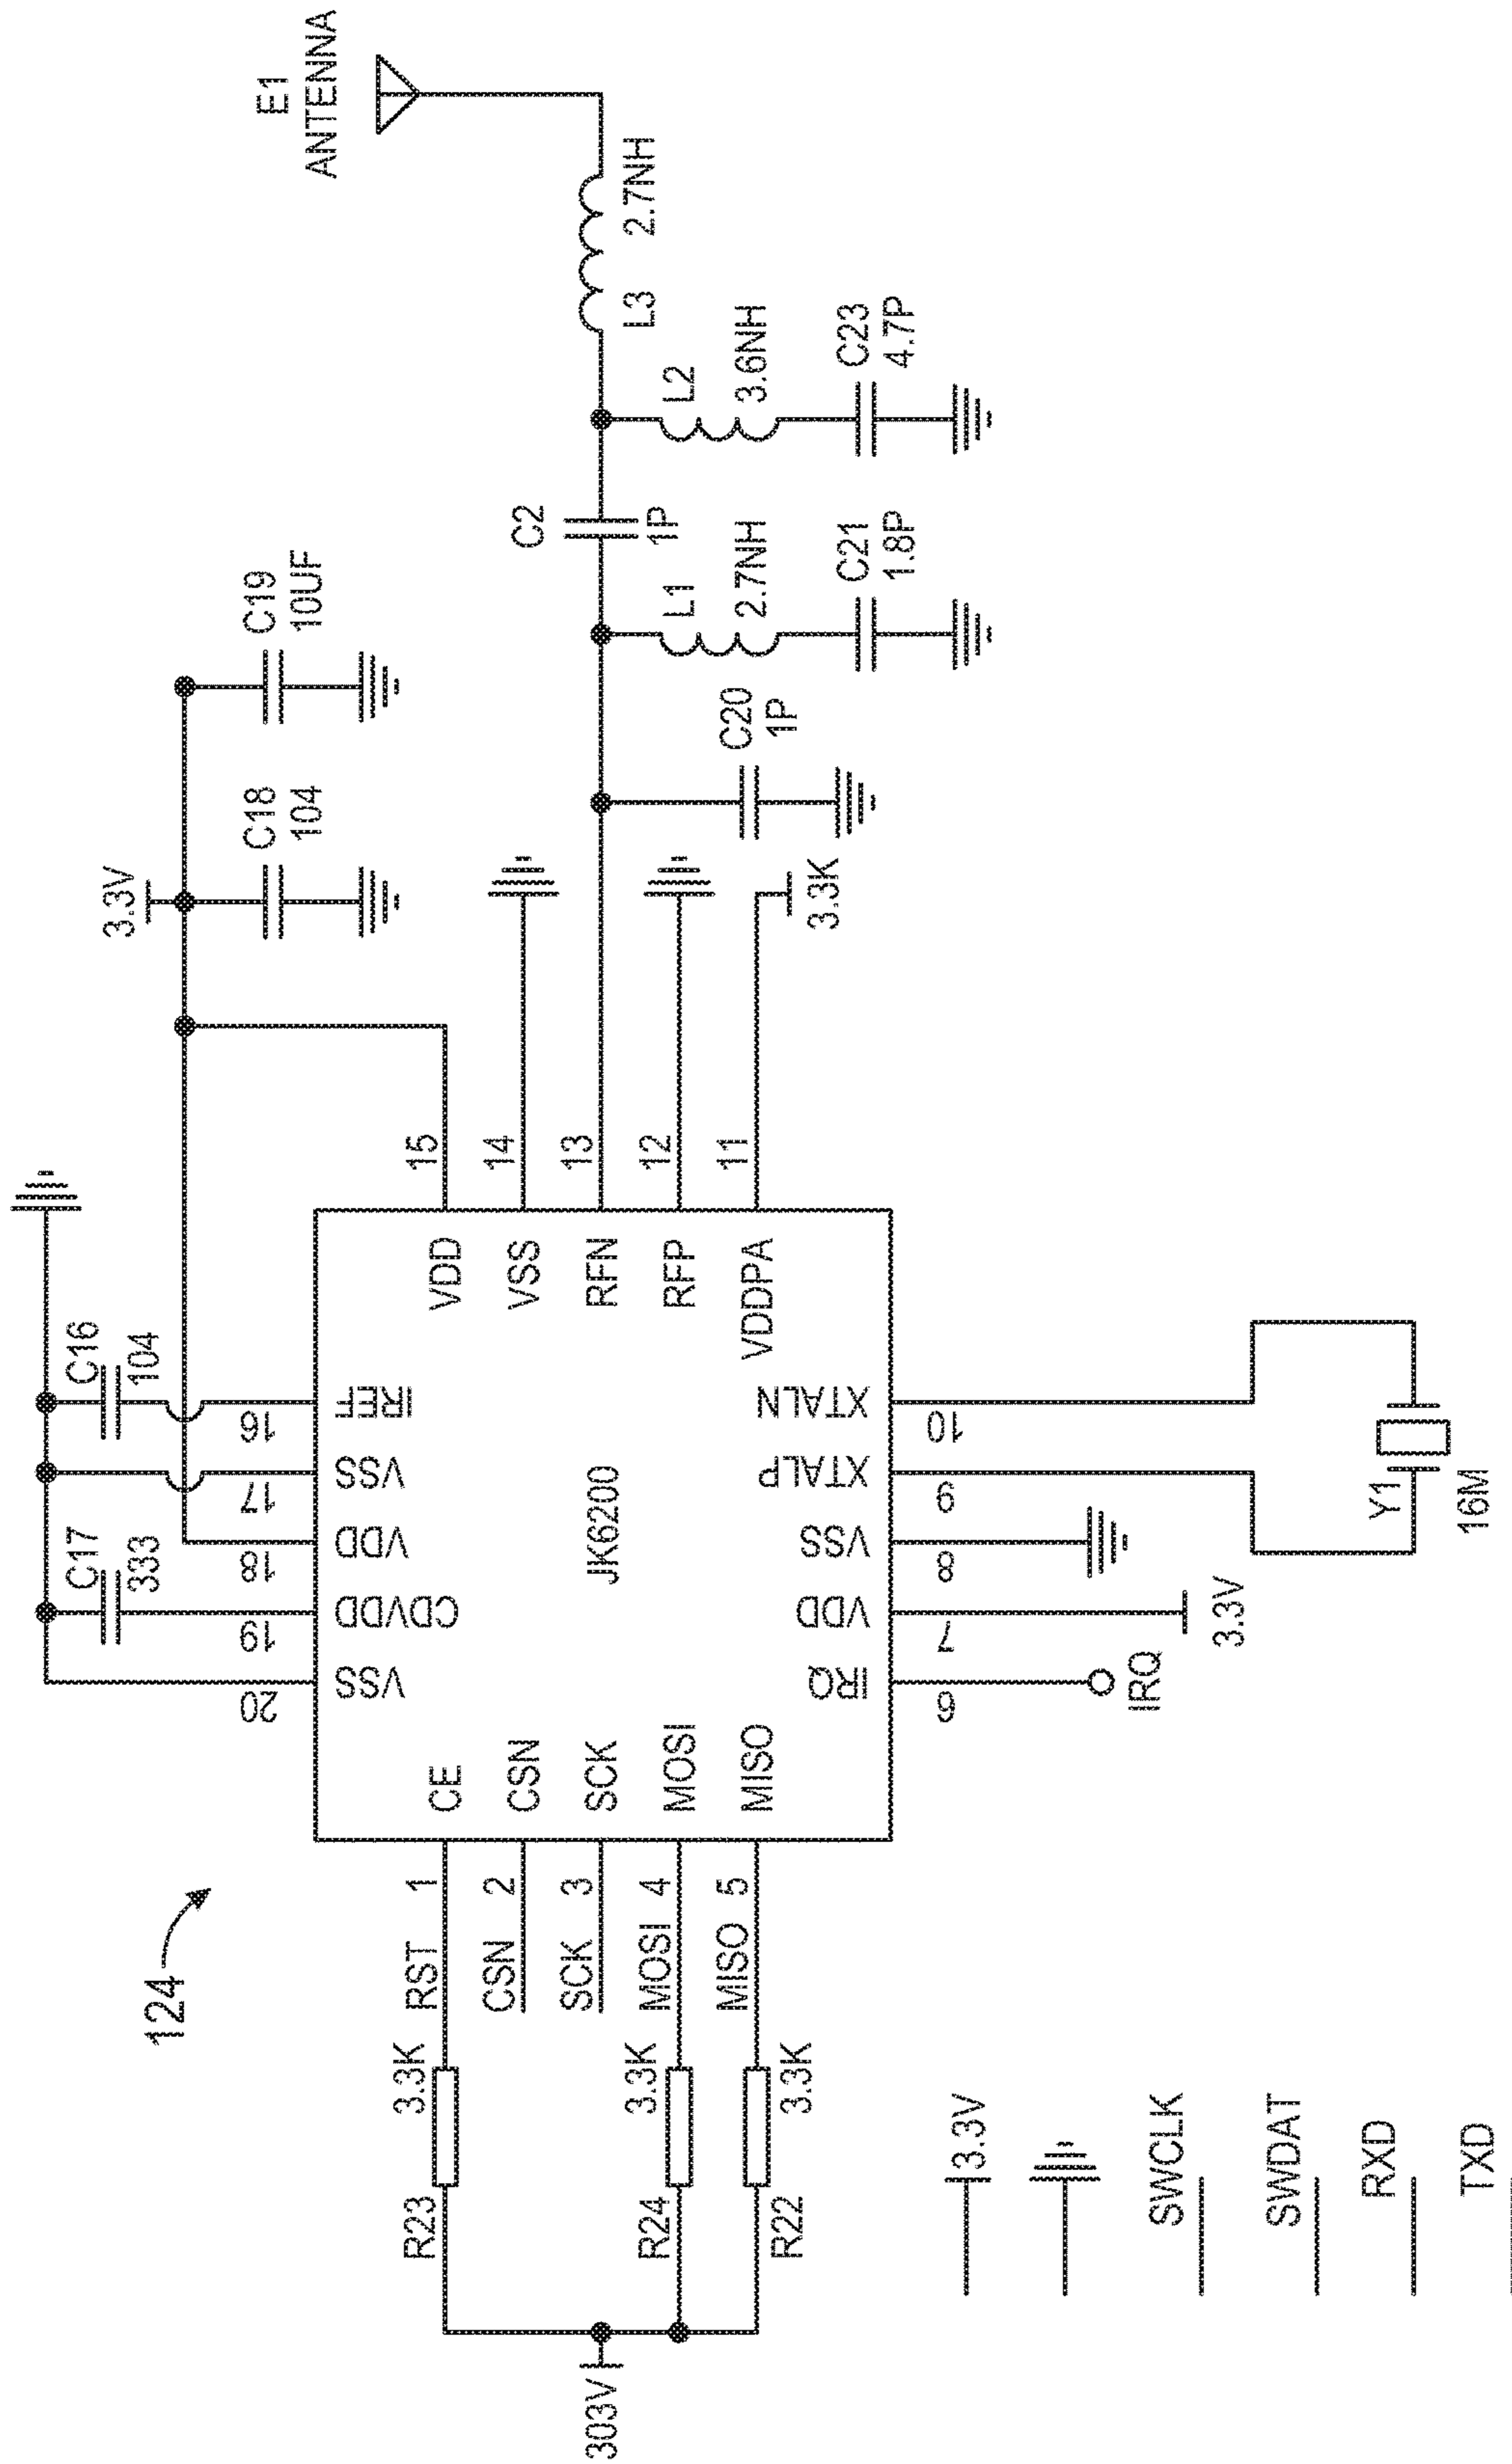 124
303V
R23
3.3K
R24
3.3K
R22
3.3K
RST
1
CSN
2
SCK
3
MOSI
4
MISO
5
CE
CSN
SCK
MOSI
MISO
JK6200
20
VSS
19
CDVDD
18
VDD
17
VSS
16
IREF
C17
333
C16
104
IRQ
6
IRQ
VDD
7
3.3V
VSS
8
XTALP
9
XTALN
10
Y1
16M
VDD
15
VSS
14
RFN
13
RFP
12
VDDPA
11
3.3K
3.3V
C18
104
C19
10UF
C20
1P
L1
2.7NH
C21
1.8P
C2
1P
L2
3.6NH
C23
4.7P
L3
2.7NH
E1
ANTENNA
3.3V
SWCLK
SWDAT
RXD
TXD